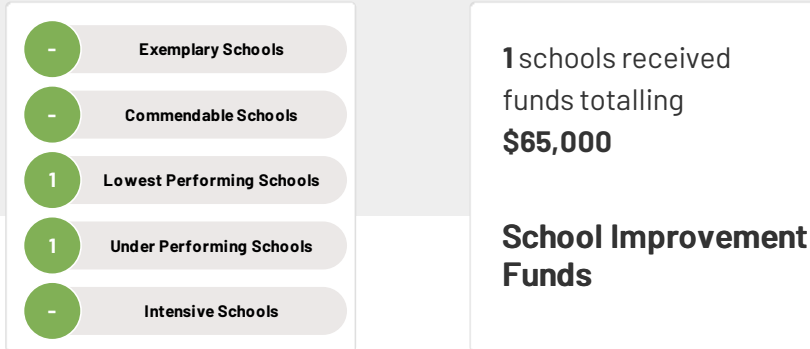 - Exemplary Schools
- Commendable Schools
1 Lowest Performing Schools
1 Under Performing Schools
- Intensive Schools
1 schools received
funds totalling
$65,000
School Improvement
Funds